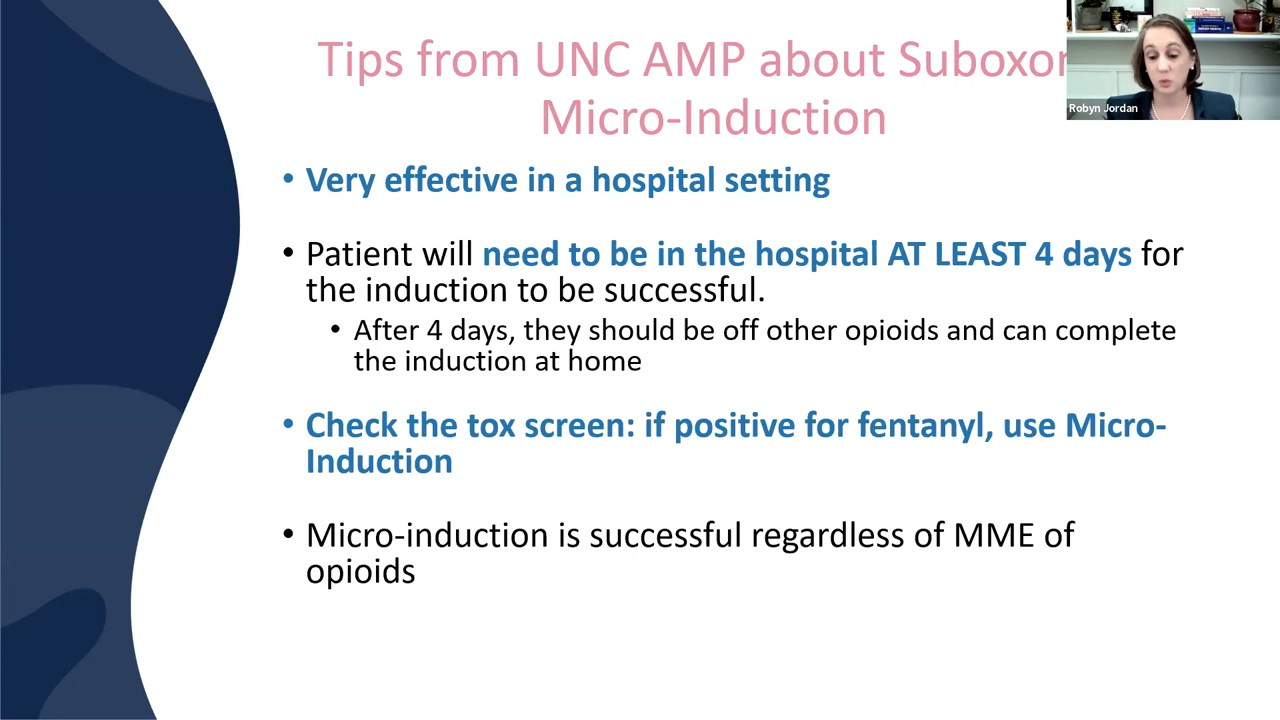 Tips from UNC AMP about
Micro-Induction
Robyn Jordan
• Very effective in a hospital setting
• Patient will need to be in the hospital AT LEAST 4 days for
the induction to be successful.
• After 4 days, they should be off other opioids and can complete
the induction at home
• Check the tox screen: if positive for fentanyl, use Micro-
Induction
• Micro-induction is successful regardless of MME of
opioids